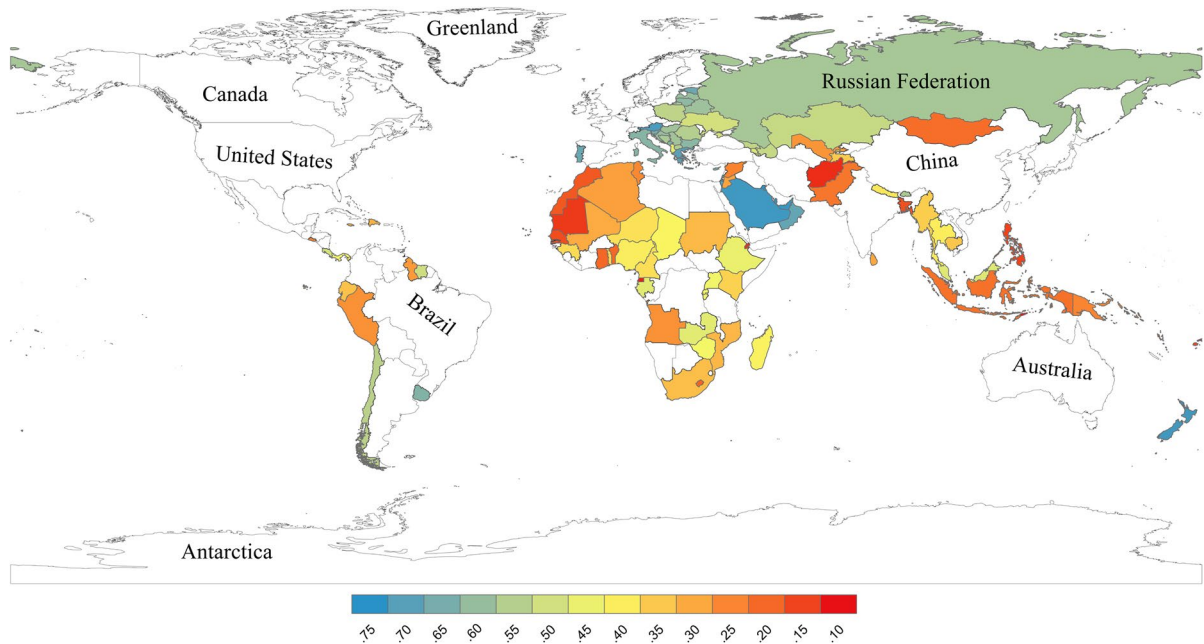 Greenland
Canada
Russian Federation
United States
China
Brazil
Australia
Antarctica
.75 .70 .65 .60 .55 .50 .45 .40 .35 .30 .25 .20 .15 .10